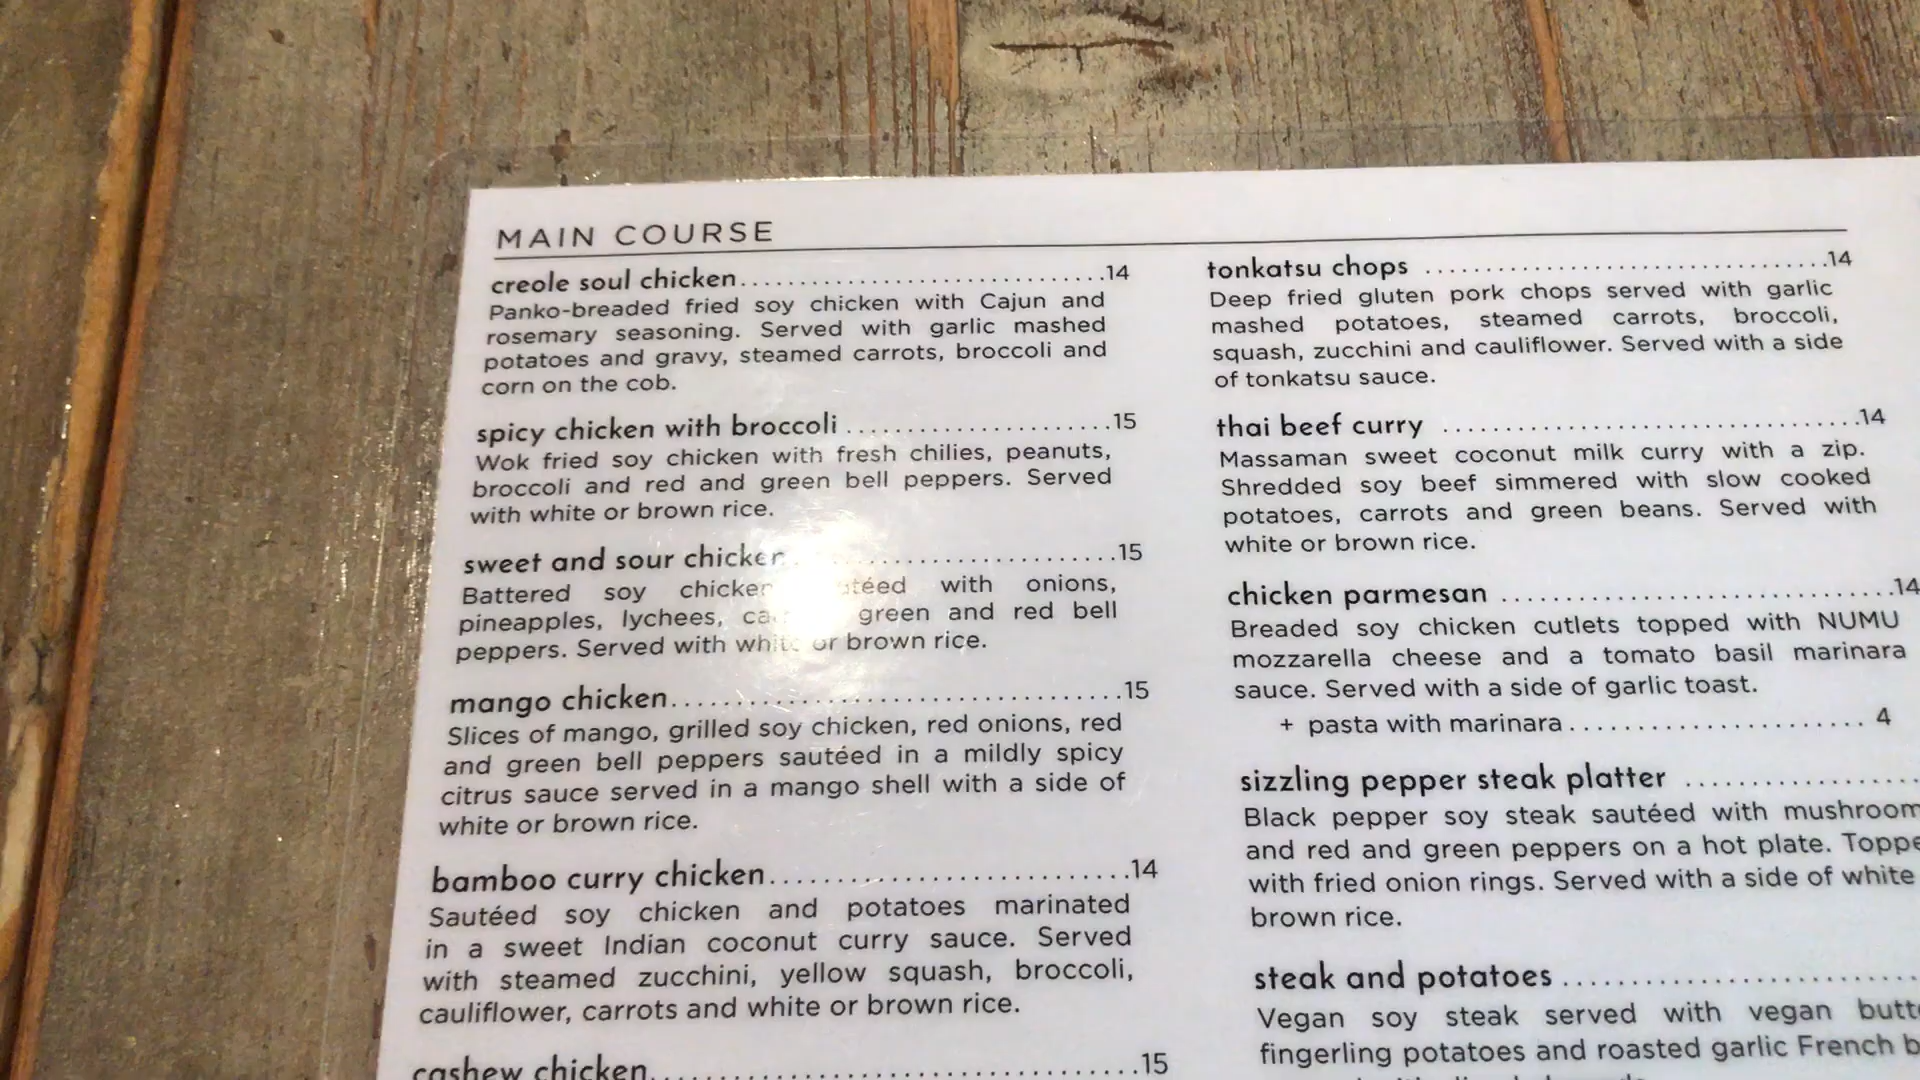 MAIN COURSE
creole soul chicken..............................14
Panko-breaded fried soy chicken with Cajun and
rosemary seasoning. Served with garlic mashed
potatoes and gravy, steamed carrots, broccoli and
corn on the cob.
spicy chicken with broccoli......................15
Wok fried soy chicken with fresh chilies, peanuts,
broccoli and red and green bell peppers. Served
with white or brown rice.
sweet and sour chicken...................15
Battered soy with onions,
pineapples, lychees, green and red bell
peppers. Served with white or brown rice.
mango chicken.....................................15
Slices of mango, grilled soy chicken, red onions, red
and green bell peppers sautéed in a mildly spicy
citrus sauce served in a mango shell with a side of
white or brown rice.
bamboo curry chicken...........................14
Sautéed soy chicken and potatoes marinated
in a sweet Indian coconut curry sauce. Served
with steamed zucchini, yellow squash, broccoli,
cauliflower, carrots and white or brown rice.
cashew chicken....................................15
tonkatsu chops ................................14
Deep fried gluten pork chops served with garlic
mashed potatoes, steamed carrots, broccoli,
squash, zucchini and cauliflower. Served with a side
of tonkatsu sauce.
thai beef curry .................................14
Massaman sweet coconut milk curry with a zip.
Shredded soy beef simmered with slow cooked
potatoes, carrots and green beans. Served with
white or brown rice.
chicken parmesan ...............................14
Breaded soy chicken cutlets topped with NUMU
mozzarella cheese and a tomato basil marinara
sauce. Served with a side of garlic toast.
+ pasta with marinara....................... 4
sizzling pepper steak platter ..............
Black pepper soy steak sautéed with mushroom
and red and green peppers on a hot plate. Toppe
with fried onion rings. Served with a side of white
brown rice.
steak and potatoes...........................
Vegan soy steak served with vegan butt
fingerling potatoes and roasted garlic French b